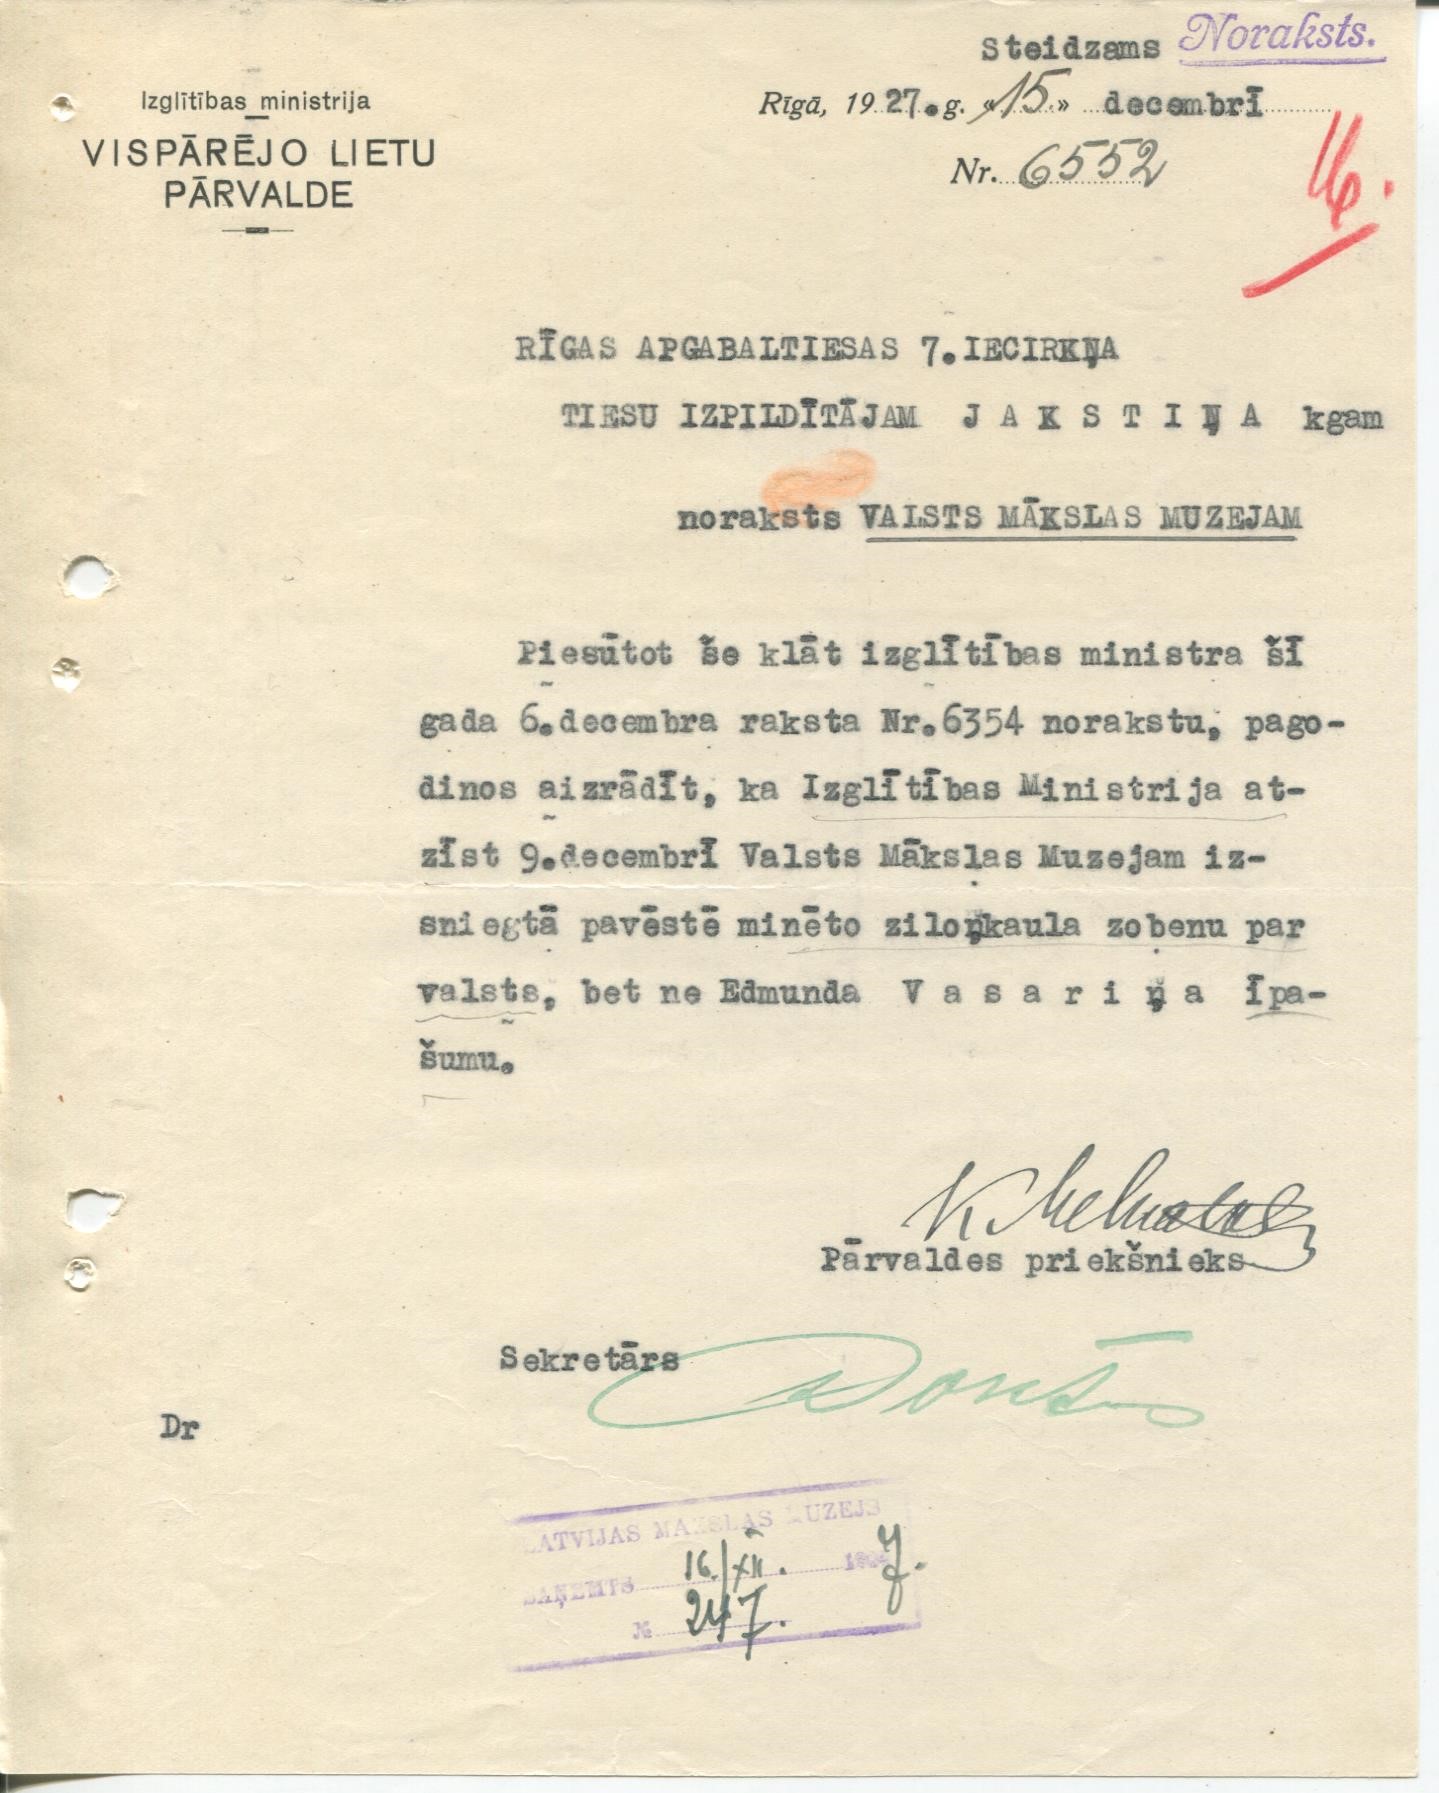 Steidzams Noraksts.
Izglītības ministrija
VISPĀRĒJO LIETU
PĀRVALDE
Rīgā, 1927. g. «15» decembrī
Nr. 6552
RĪGAS APGABALTIESAS 7.IECIRKŅA
TIESU IZPILDĪTĀJAM J A K S T I Ņ A kgam
noraksts VALSTS MĀKSLAS MUZEJAM
Piesūtot še klāt izglītības ministra šī
gada 6.decembra raksta Nr.6354 norakstu, pago-
dinos aizrādīt, ka Izglītības Ministrija at-
zīst 9.decembrī Valsts Mākslas Muzejam iz-
sniegtā pavēstē minēto ziloņkaula zobenu par
valsts, bet ne Edmunda V a s a r i ņ a īpa-
šumu.
Pārvaldes priekšnieks
Sekretārs
Dr
LATVIJAS MĀKSLAS MUZEJS
SAŅEMTS 16./XII. 1927.
№ 247.